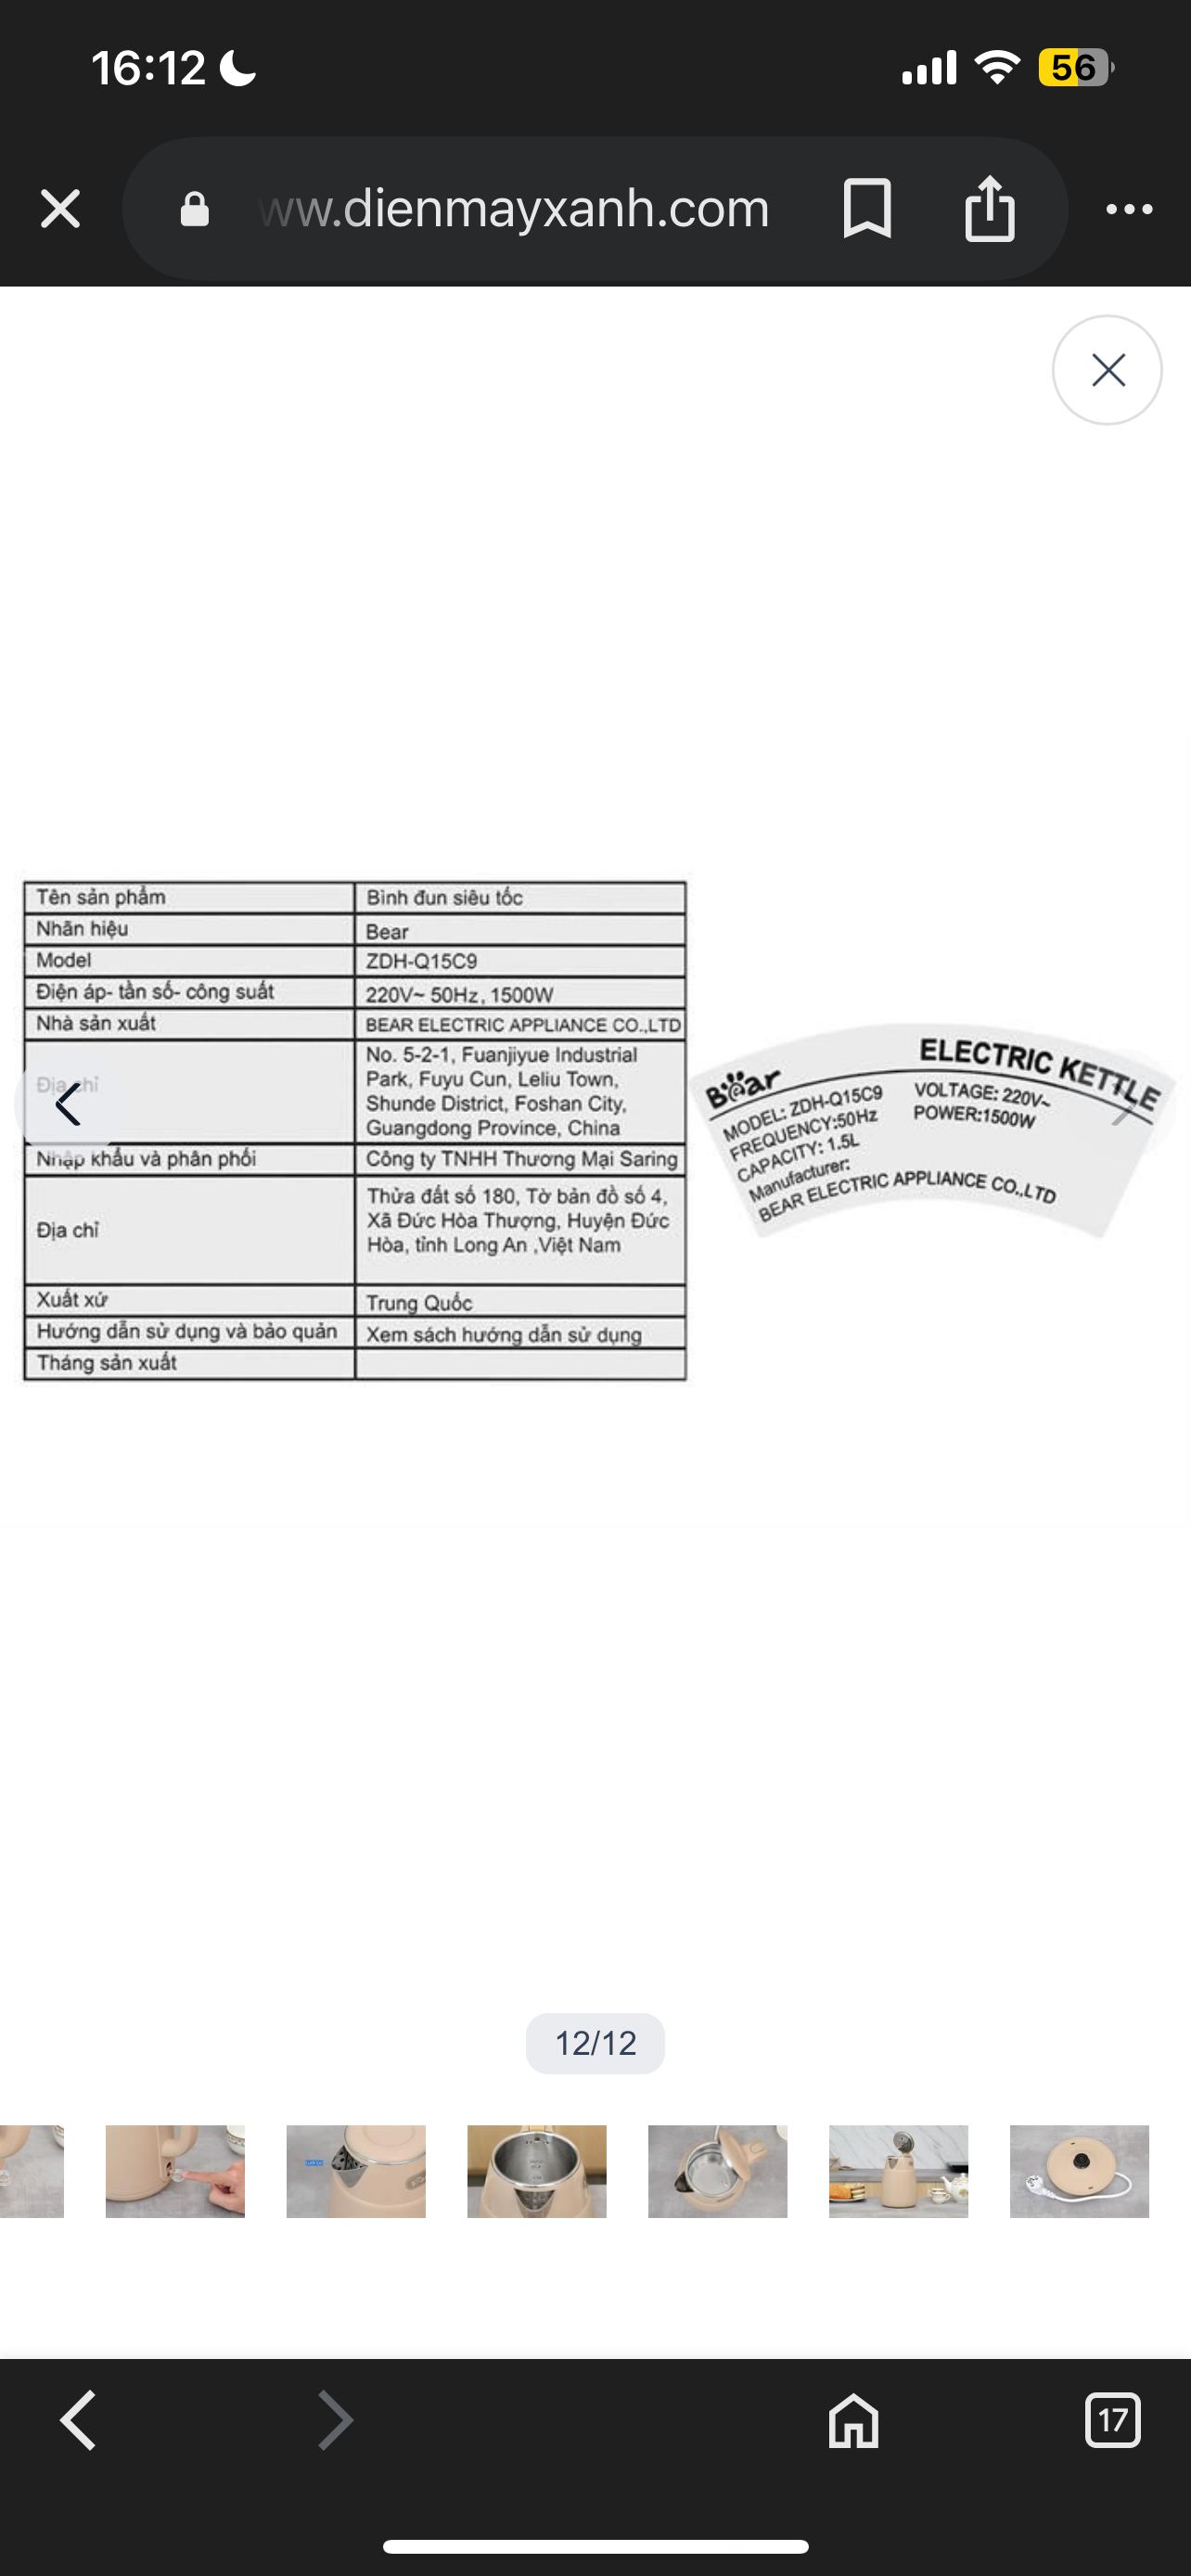 16:12
56
ww.dienmayxanh.com
Tên sản phẩm
Bình đun siêu tốc
Nhãn hiệu
Bear
Model
ZDH-Q15C9
Điện áp- tần số- công suất
220V~ 50Hz, 1500W
Nhà sản xuất
BEAR ELECTRIC APPLIANCE CO.,LTD
Địa chỉ
No. 5-2-1, Fuanjiyue Industrial
Park, Fuyu Cun, Leliu Town,
Shunde District, Foshan City,
Guangdong Province, China
Nhập khẩu và phân phối
Công ty TNHH Thương Mại Saring
Địa chỉ
Thửa đất số 180, Tờ bản đồ số 4,
Xã Đức Hòa Thượng, Huyện Đức
Hòa, tỉnh Long An ,Việt Nam
Xuất xứ
Trung Quốc
Hướng dẫn sử dụng và bảo quản
Xem sách hướng dẫn sử dụng
Tháng sản xuất
Bear
ELECTRIC KETTLE
MODEL: ZDH-Q15C9
VOLTAGE: 220V~
FREQUENCY:50Hz
POWER:1500W
CAPACITY: 1.5L
Manufacturer:
BEAR ELECTRIC APPLIANCE CO.,LTD
12/12
17